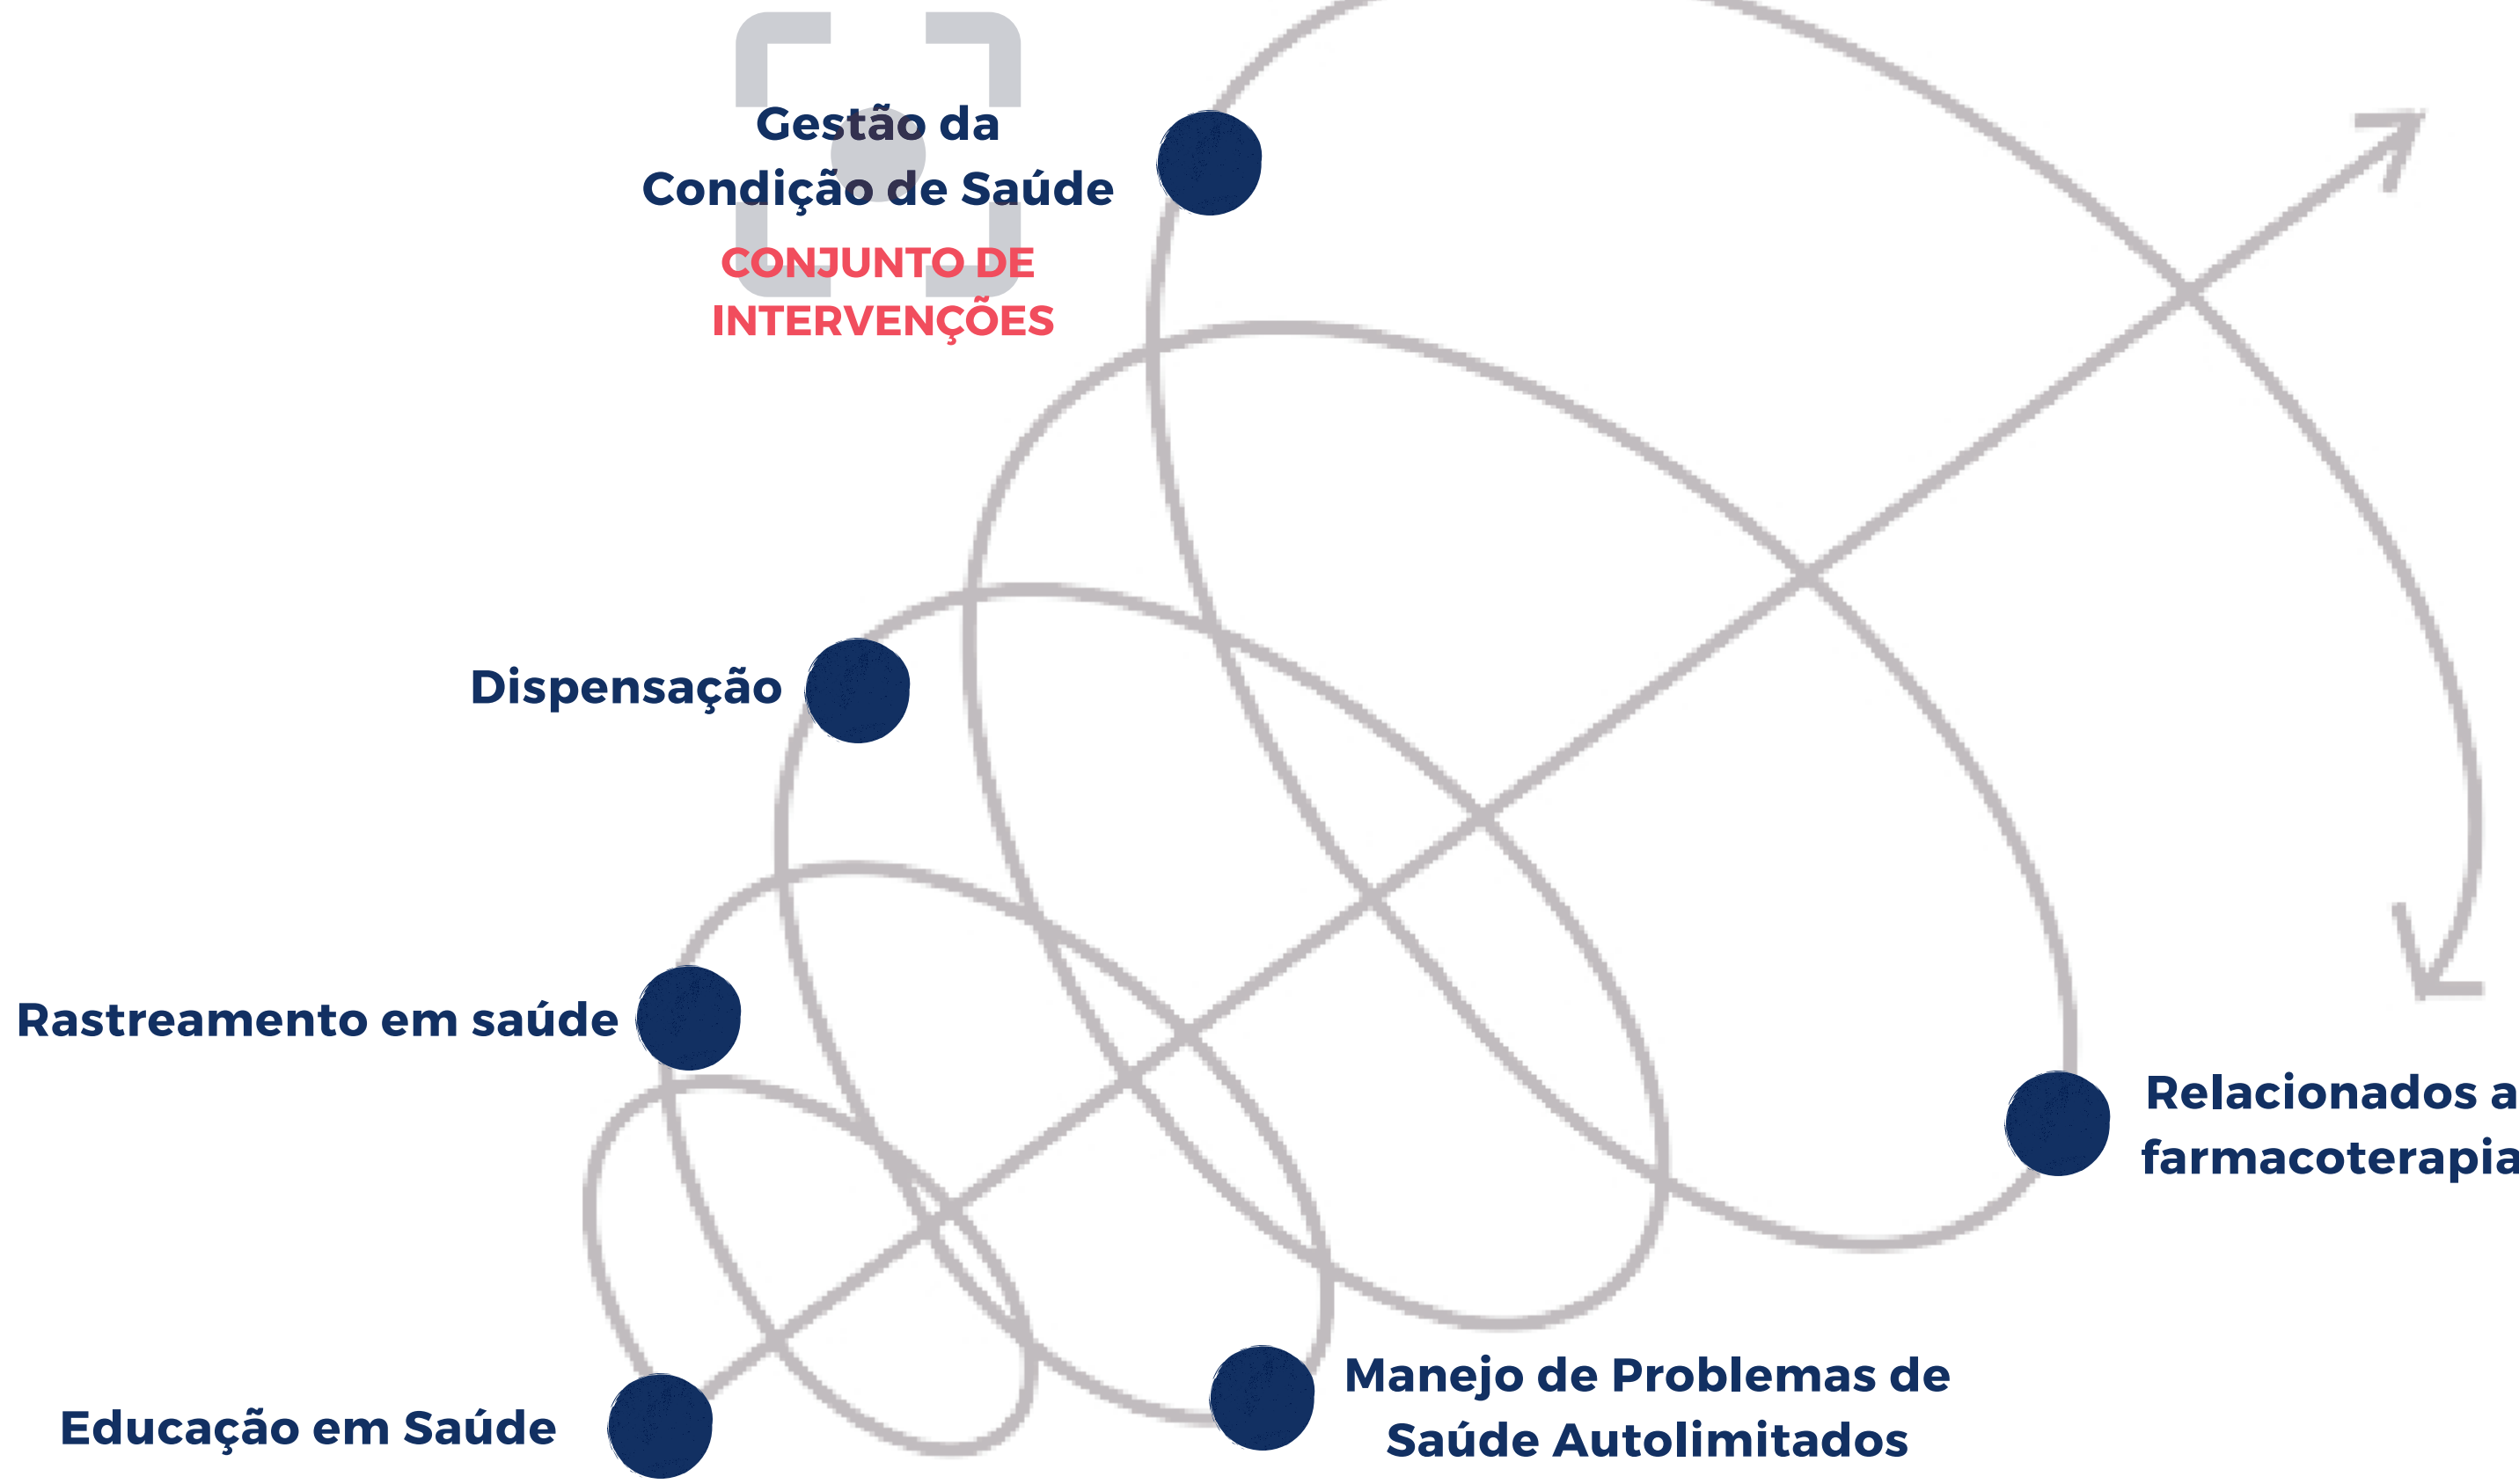 Gestão da
Condição de Saúde
CONJUNTO DE
INTERVENÇÕES
Dispensação
Rastreamento em saúde
Relacionados a
farmacoterapia
Educação em Saúde
Manejo de Problemas de
Saúde Autolimitados